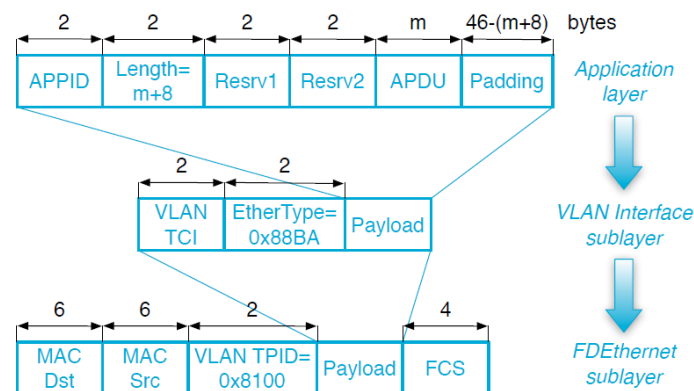 2 2 2 2 m 46-(m+8) bytes
APPID Length= m+8 Resrv1 Resrv2 APDU Padding
Application layer
2 2
VLAN TCI EtherType= 0x88BA Payload
VLAN Interface sublayer
6 6 2 4
MAC Dst MAC Src VLAN TPID= 0x8100 Payload FCS
FDEthernet sublayer